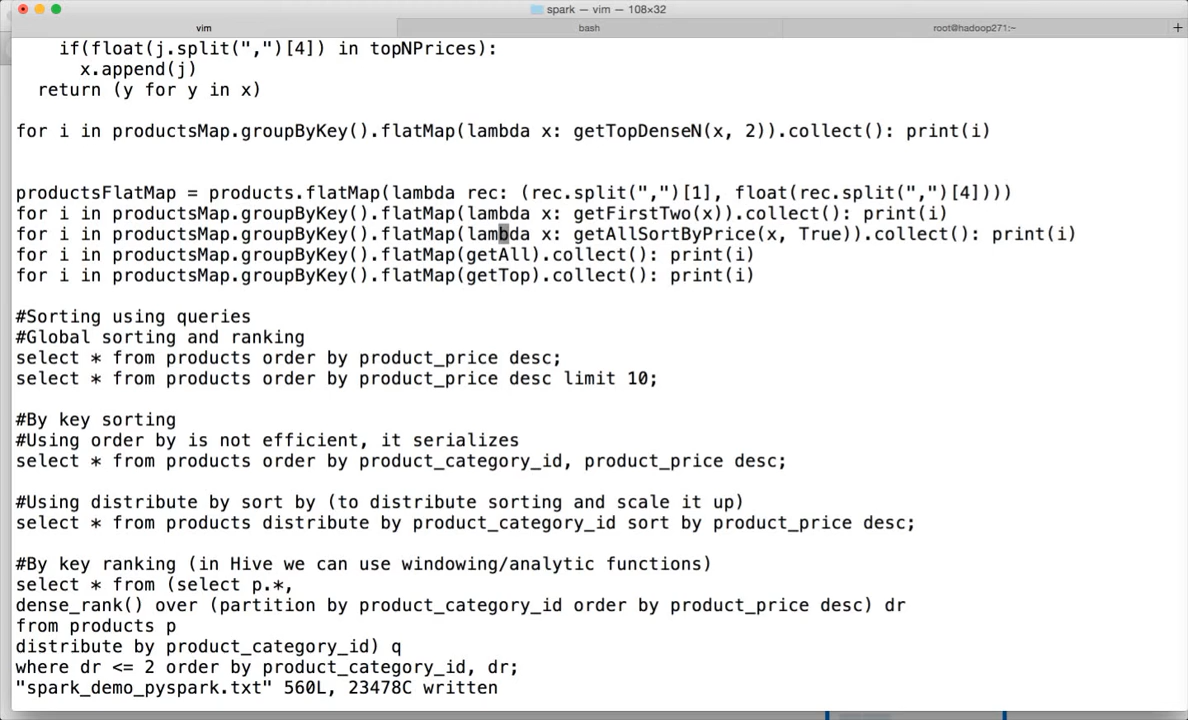 spark — vim — 108×32
vim
bash
root@hadoop271:~
+
if(float(j.split(",")[4]) in topNPrices):
x.append(j)
return (y for y in x)
for i in productsMap.groupByKey().flatMap(lambda x: getTopDenseN(x, 2)).collect(): print(i)
productsFlatMap = products.flatMap(lambda rec: (rec.split(",")[1], float(rec.split(",")[4])))
for i in productsMap.groupByKey().flatMap(lambda x: getFirstTwo(x)).collect(): print(i)
for i in productsMap.groupByKey().flatMap(lambda x: getAllSortByPrice(x, True)).collect(): print(i)
for i in productsMap.groupByKey().flatMap(getAll).collect(): print(i)
for i in productsMap.groupByKey().flatMap(getTop).collect(): print(i)
#Sorting using queries
#Global sorting and ranking
select * from products order by product_price desc;
select * from products order by product_price desc limit 10;
#By key sorting
#Using order by is not efficient, it serializes
select * from products order by product_category_id, product_price desc;
#Using distribute by sort by (to distribute sorting and scale it up)
select * from products distribute by product_category_id sort by product_price desc;
#By key ranking (in Hive we can use windowing/analytic functions)
select * from (select p.*,
dense_rank() over (partition by product_category_id order by product_price desc) dr
from products p
distribute by product_category_id) q
where dr <= 2 order by product_category_id, dr;
"spark_demo_pyspark.txt" 560L, 23478C written